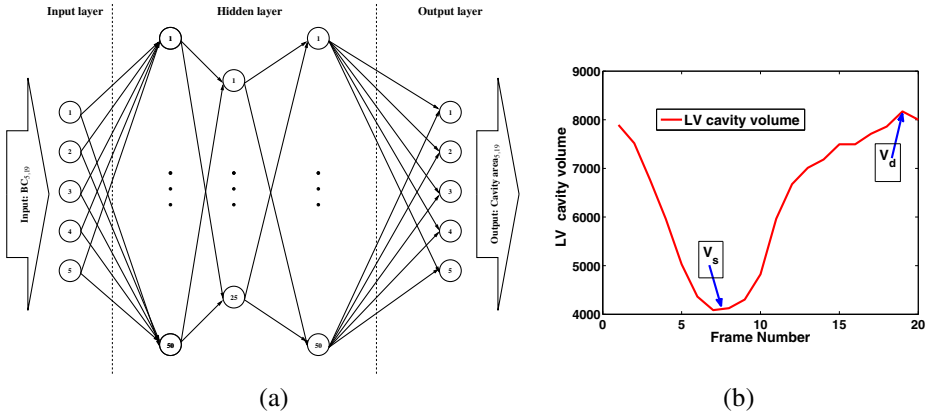 Input layer
Hidden layer
Output layer
Input: BC5,19
1
2
3
4
5
1
50
1
25
1
50
1
2
3
4
5
Output: Cavity area5,19
(a)
9000
8000
7000
6000
5000
4000
LV cavity volume
LV cavity volume
Vd
Vs
0
5
10
15
20
Frame Number
(b)